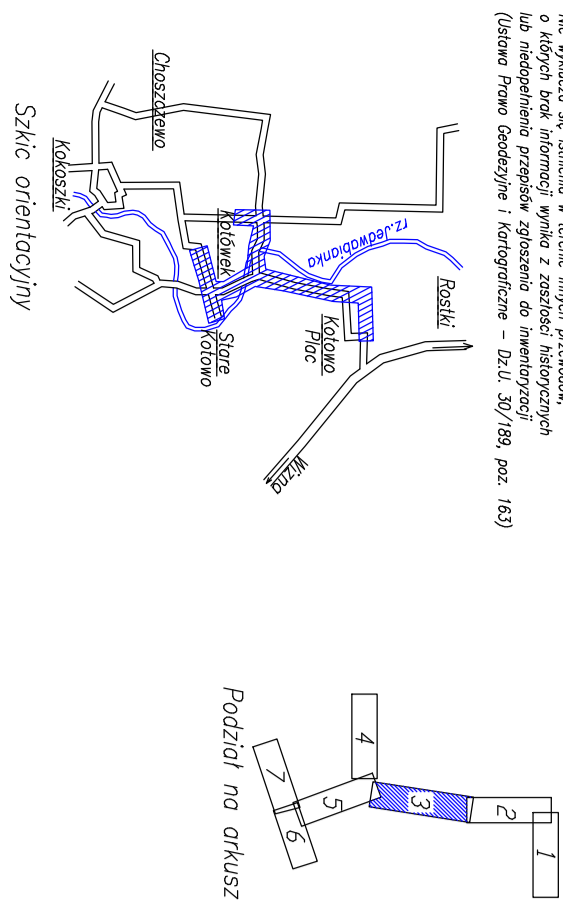 o których brak informacji wynika z zaszłości historycznych
lub niedopełnienia przepisów zgłoszenia do inwentaryzacji
(Ustawa Prawo Geodezyjne i Kartograficzne – Dz.U. 30/189, poz. 163)
Rostki
rz.Jedwabianka
Kotowo
Plac
Wizna
Choszczewo
Kotówek
Stare
Kotowo
Kokoszki
Szkic orientacyjny
1
2
3
4
5
6
7
Podział na arkusz